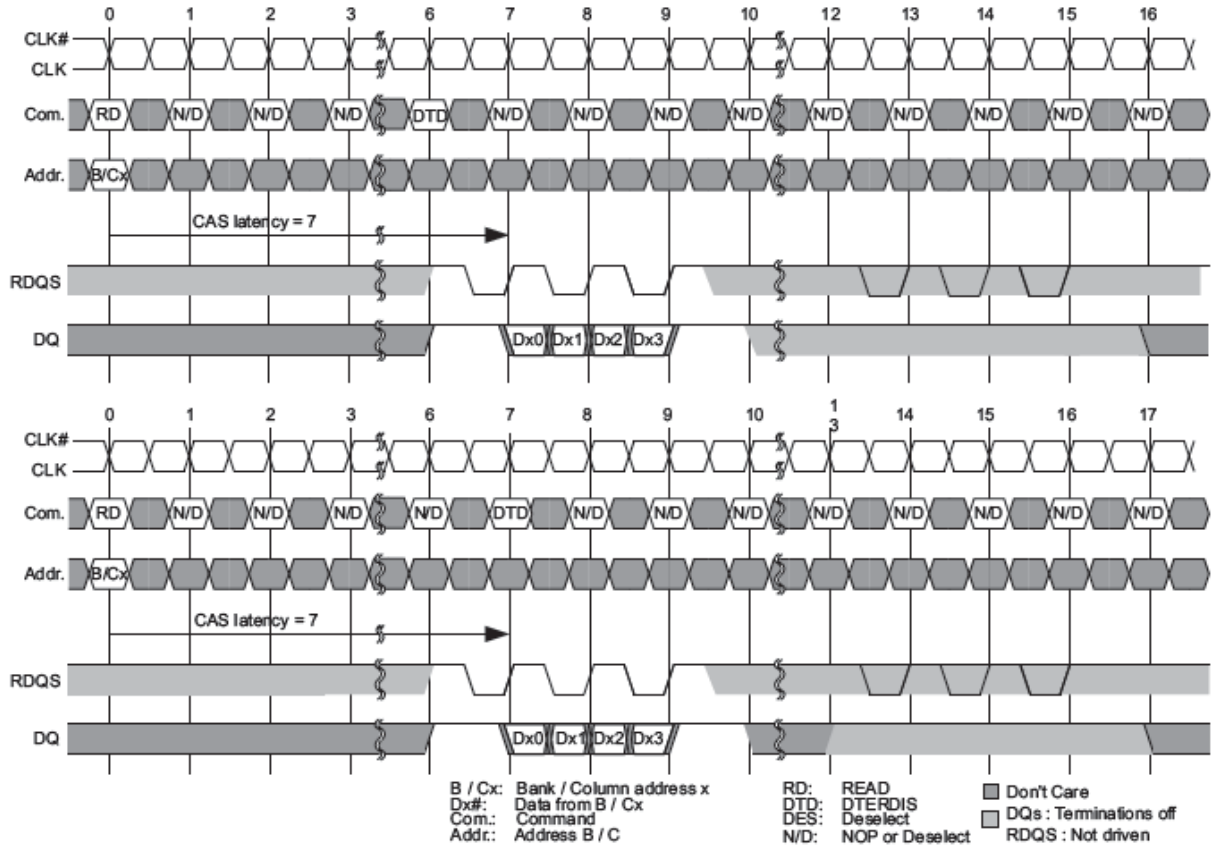 0 1 2 3 6 7 8 9 10 12 13 14 15 16
CLK#
CLK
Com. RD N/D N/D N/D DTD N/D N/D N/D N/D N/D N/D N/D N/D N/D
Addr. B/Cx
CAS latency = 7
RDQS
DQ Dx0 Dx1 Dx2 Dx3
0 1 2 3 6 7 8 9 10 13 14 15 16 17
CLK#
CLK
Com. RD N/D N/D N/D N/D DTD N/D N/D N/D N/D N/D N/D N/D N/D
Addr. B/Cx
CAS latency = 7
RDQS
DQ Dx0 Dx1 Dx2 Dx3
B / Cx: Bank / Column address x
Dx#: Data from B / Cx
Com.: Command
Addr.: Address B / C
RD: READ
DTD: DTERDIS
DES: Deselect
N/D: NOP or Deselect
Don't Care
DQs : Terminations off
RDQS : Not driven